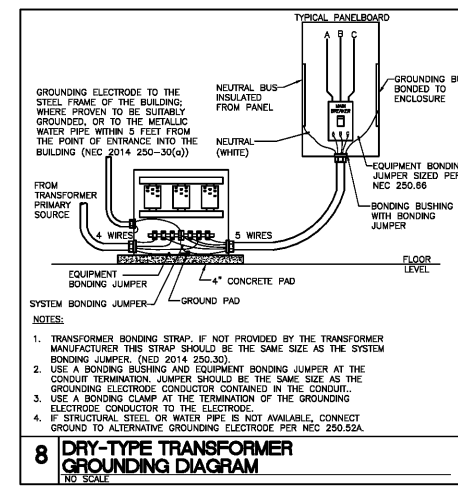 TYPICAL PANELBOARD
A B C
NEUTRAL BUS
INSULATED
FROM PANEL
GROUNDING
BONDED TO
ENCLOSURE
MAIN
BREAKER
NEUTRAL
(WHITE)
GROUNDING ELECTRODE TO THE
STEEL FRAME OF THE BUILDING;
WHERE PROVEN TO BE SUITABLY
GROUNDED, OR TO THE METALLIC
WATER PIPE WITHIN 5 FEET FROM
THE POINT OF ENTRANCE INTO THE
BUILDING (NEC 2014 250-30(a))
EQUIPMENT BONDIN
JUMPER SIZED PER
NEC 250.66
BONDING BUSHING
WITH BONDING
JUMPER
FROM
TRANSFORMER
PRIMARY
SOURCE
4 WIRES
5 WIRES
FLOOR
LEVEL
EQUIPMENT
BONDING JUMPER
4" CONCRETE PAD
SYSTEM BONDING JUMPER
GROUND PAD
NOTES:
1. TRANSFORMER BONDING STRAP. IF NOT PROVIDED BY THE TRANSFORMER
MANUFACTURER THIS STRAP SHOULD BE THE SAME SIZE AS THE SYSTEM
BONDING JUMPER. (NED 2014 250.30).
2. USE A BONDING BUSHING AND EQUIPMENT BONDING JUMPER AT THE
CONDUIT TERMINATION. JUMPER SHOULD BE THE SAME SIZE AS THE
GROUNDING ELECTRODE CONDUCTOR CONTAINED IN THE CONDUIT..
3. USE A BONDING CLAMP AT THE TERMINATION OF THE GROUNDING
ELECTRODE CONDUCTOR TO THE ELECTRODE.
4. IF STRUCTURAL STEEL OR WATER PIPE IS NOT AVAILABLE, CONNECT
GROUND TO ALTERNATIVE GROUNDING ELECTRODE PER NEC 250.52A.
8 DRY-TYPE TRANSFORMER
GROUNDING DIAGRAM
NO SCALE